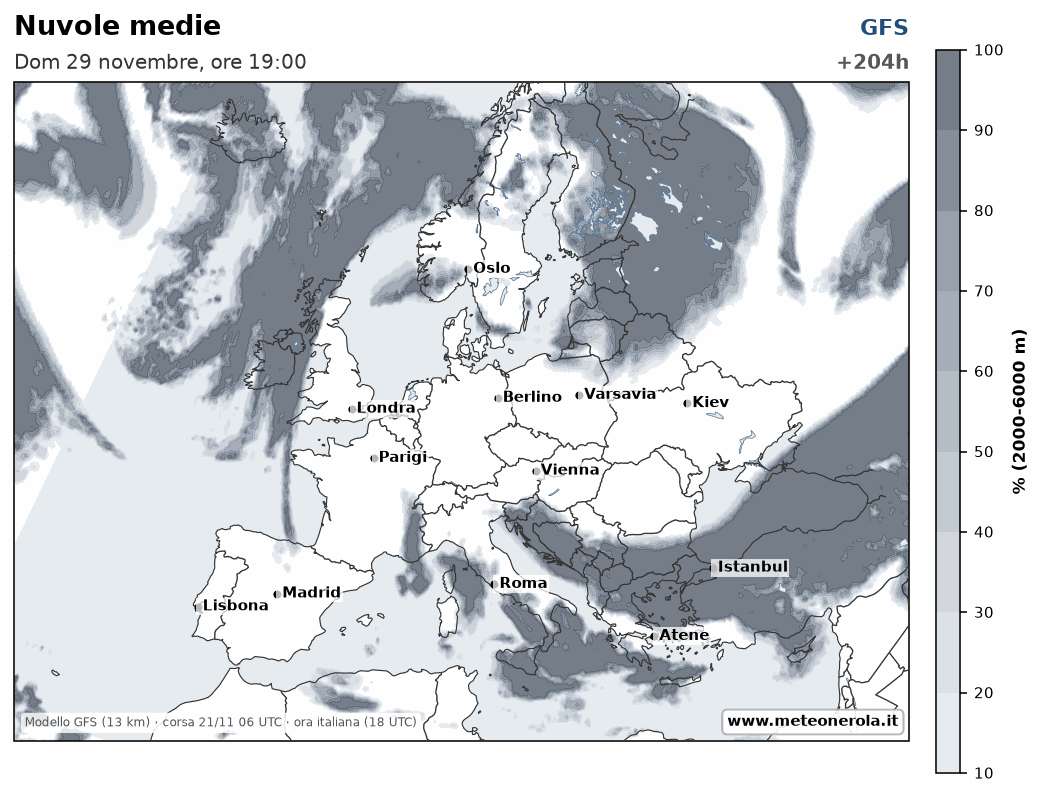 Nuvole medie
GFS
Dom 29 novembre, ore 19:00
+204h
100
90
80
70
60
50
40
30
20
10
% (2000-6000 m)
Oslo
Londra
Berlino
Varsavia
Kiev
Parigi
Vienna
Istanbul
Roma
Madrid
Lisbona
Atene
Modello GFS (13 km) · corsa 21/11 06 UTC · ora italiana (18 UTC)
www.meteonerola.it